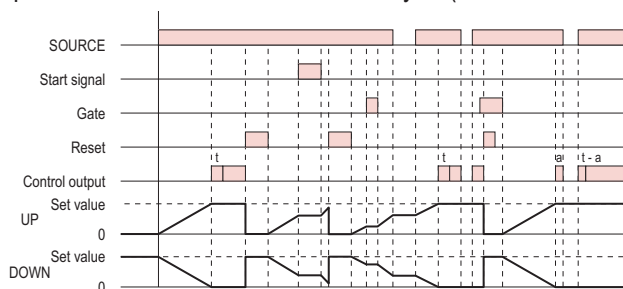 SOURCE
Start signal
Gate
Reset
t t a t - a
Control output
Set value
UP
0
Set value
DOWN
0